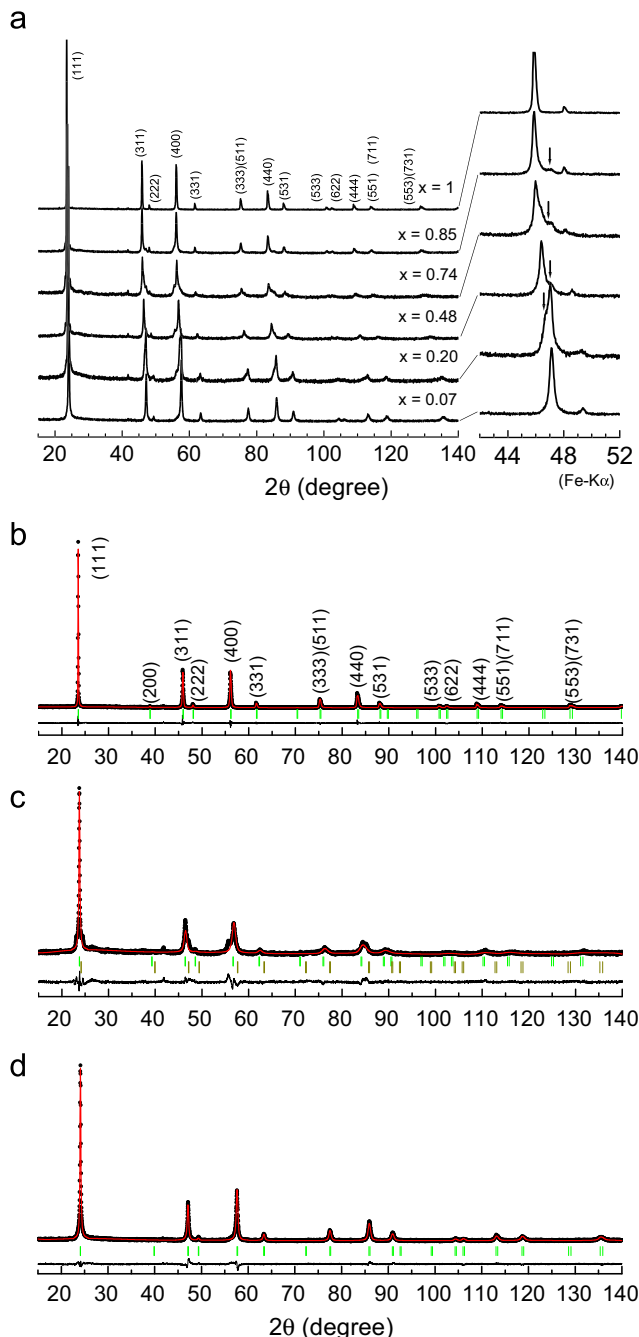 a
(111)
(311)
(222)
(400)
(331)
(333)(511)
(440)
(531)
(533)
(622)
(444)
(551)
(711)
(553)(731)
x = 1
x = 0.85
x = 0.74
x = 0.48
x = 0.20
x = 0.07
20 40 60 80 100 120 140
2θ (degree)
44 48 52
(Fe-Kα)
b
(111)
(200)
(311)
(222)
(400)
(331)
(333)(511)
(440)
(531)
(533)
(622)
(444)
(551)(711)
(553)(731)
20 30 40 50 60 70 80 90 100 110 120 130 140
c
20 30 40 50 60 70 80 90 100 110 120 130 140
d
20 30 40 50 60 70 80 90 100 110 120 130 140
2θ (degree)